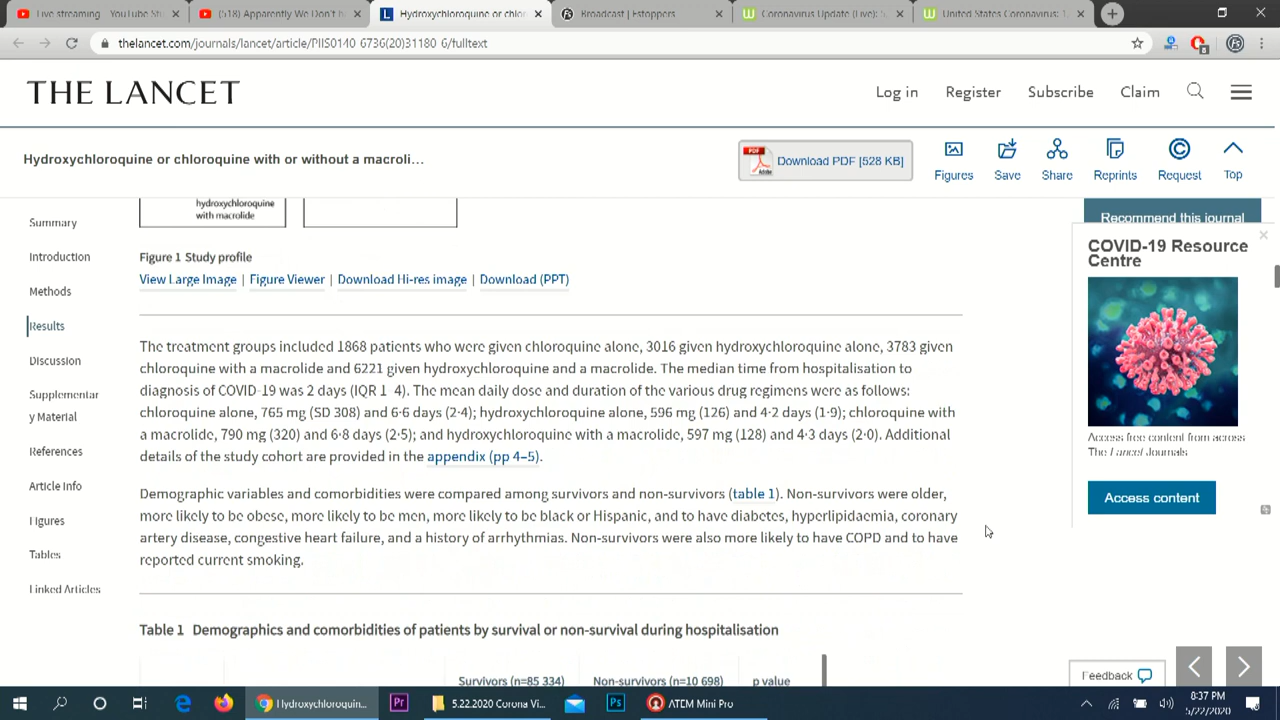 Live streaming - YouTube Stu
(518) Apparently We Don't h
Hydroxychloroquine or chlor
Broadcast | Fstoppers
Coronavirus Update (Live): 5
United States Coronavirus: 1,
thelancet.com/journals/lancet/article/PIIS0140 6736(20)31180 6/fulltext
THE LANCET
Log in
Register
Subscribe
Claim
Hydroxychloroquine or chloroquine with or without a macroli…
Download PDF [528 KB]
Figures
Save
Share
Reprints
Request
Top
Summary
Introduction
Methods
Results
Discussion
Supplementar
y Material
References
Article Info
Figures
Tables
Linked Articles
hydroxychloroquine
with macrolide
Figure 1 Study profile
View Large Image | Figure Viewer | Download Hi-res image | Download (PPT)
The treatment groups included 1868 patients who were given chloroquine alone, 3016 given hydroxychloroquine alone, 3783 given
chloroquine with a macrolide and 6221 given hydroxychloroquine and a macrolide. The median time from hospitalisation to
diagnosis of COVID-19 was 2 days (IQR 1 4). The mean daily dose and duration of the various drug regimens were as follows:
chloroquine alone, 765 mg (SD 308) and 6·6 days (2·4); hydroxychloroquine alone, 596 mg (126) and 4·2 days (1·9); chloroquine with
a macrolide, 790 mg (320) and 6·8 days (2·5); and hydroxychloroquine with a macrolide, 597 mg (128) and 4·3 days (2·0). Additional
details of the study cohort are provided in the appendix (pp 4–5).
Demographic variables and comorbidities were compared among survivors and non-survivors (table 1). Non-survivors were older,
more likely to be obese, more likely to be men, more likely to be black or Hispanic, and to have diabetes, hyperlipidaemia, coronary
artery disease, congestive heart failure, and a history of arrhythmias. Non-survivors were also more likely to have COPD and to have
reported current smoking.
Table 1 Demographics and comorbidities of patients by survival or non-survival during hospitalisation
Survivors (n=85 334)
Non-survivors (n=10 698)
p value
Recommend this journal
COVID-19 Resource
Centre
Access free content from across
The Lancet Journals
Access content
Feedback
Hydroxychloroquin...
Pr
5.22.2020 Corona Vi...
Ps
ATEM Mini Pro
8:37 PM
5/22/2020